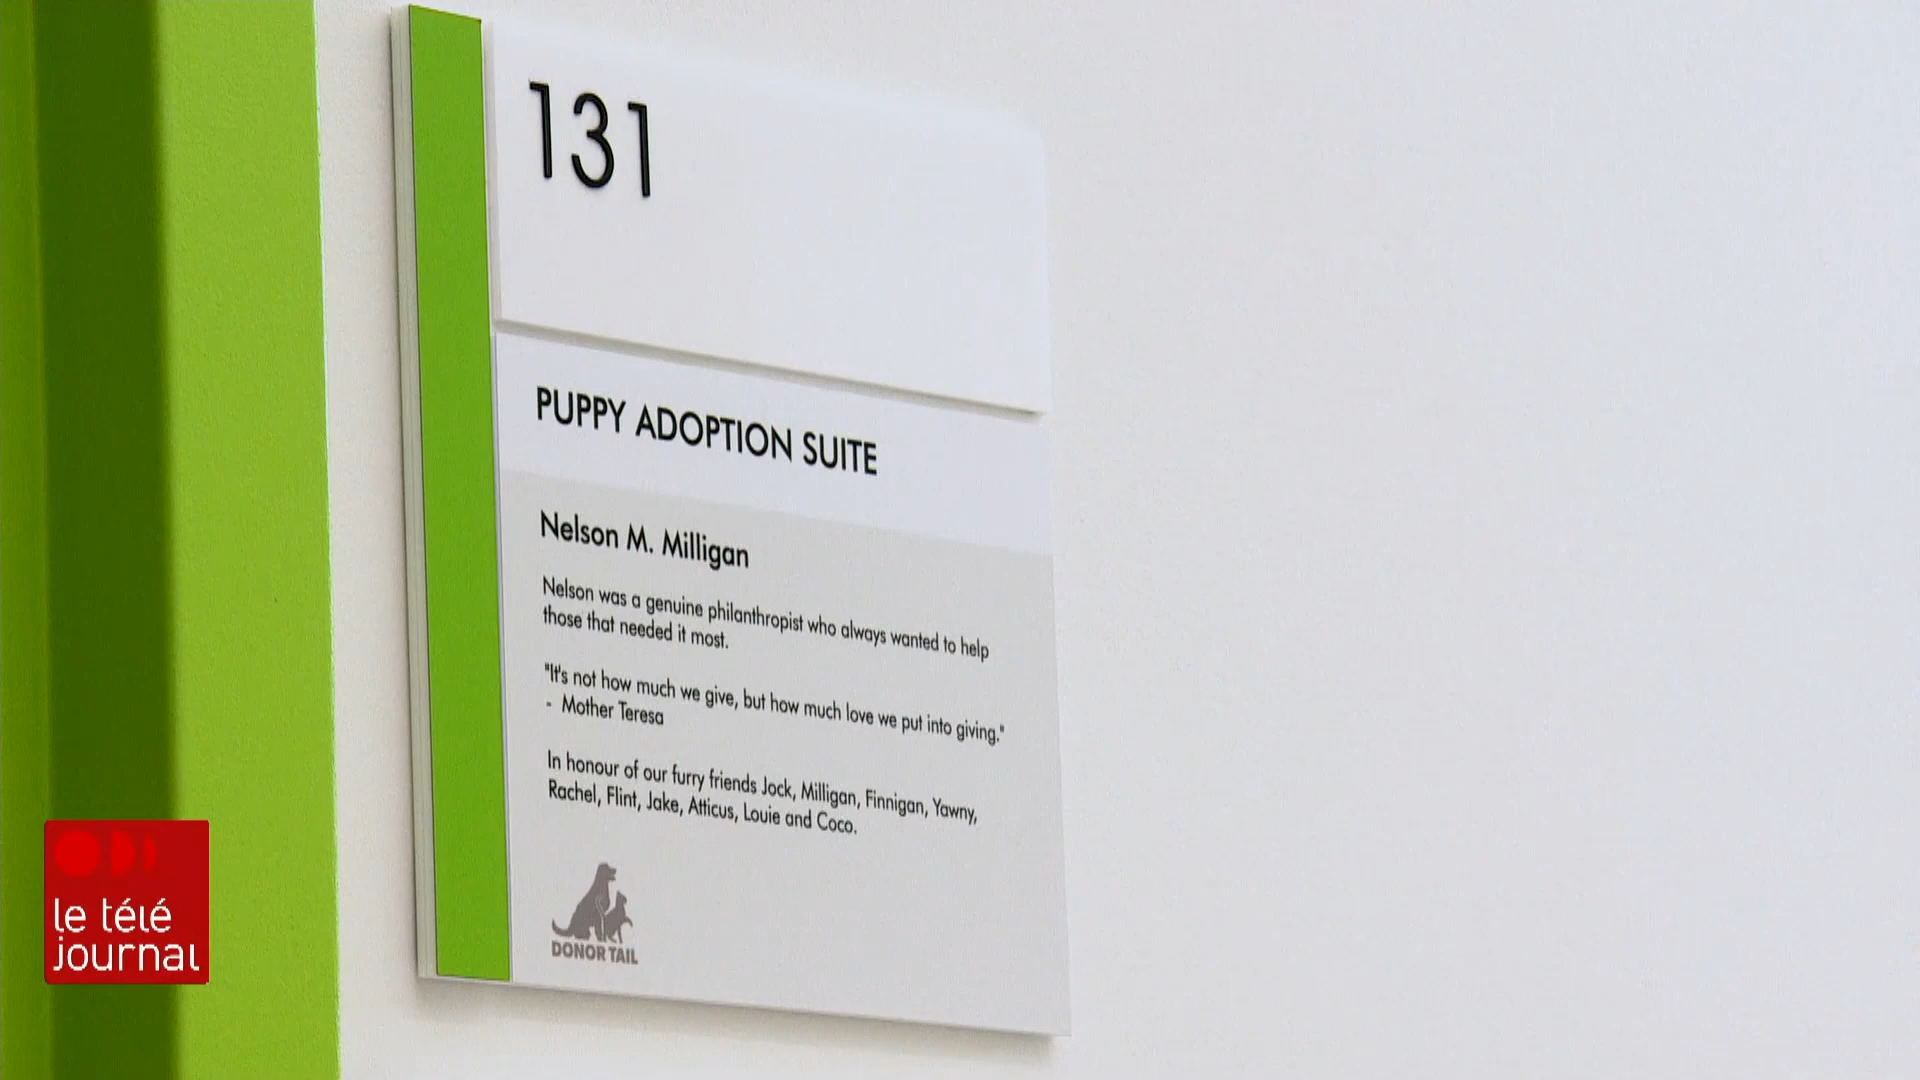 131
PUPPY ADOPTION SUITE
Nelson M. Milligan
Nelson was a genuine philanthropist who always wanted to help
those that needed it most.
"It's not how much we give, but how much love we put into giving."
- Mother Teresa
In honour of our furry friends Jock, Milligan, Finnigan, Yawny,
Rachel, Flint, Jake, Atticus, Louie and Coco.
DONOR TAIL
le télé
journal